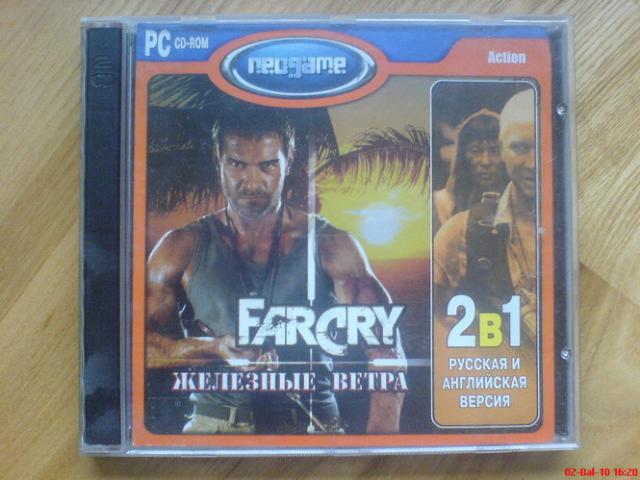 PC CD-ROM
neogame
Action
FARCRY
ЖЕЛЕЗНЫЕ ВЕТРА
2в1
РУССКАЯ И
АНГЛИЙСКАЯ
ВЕРСИЯ
02-Bal-10 16:20